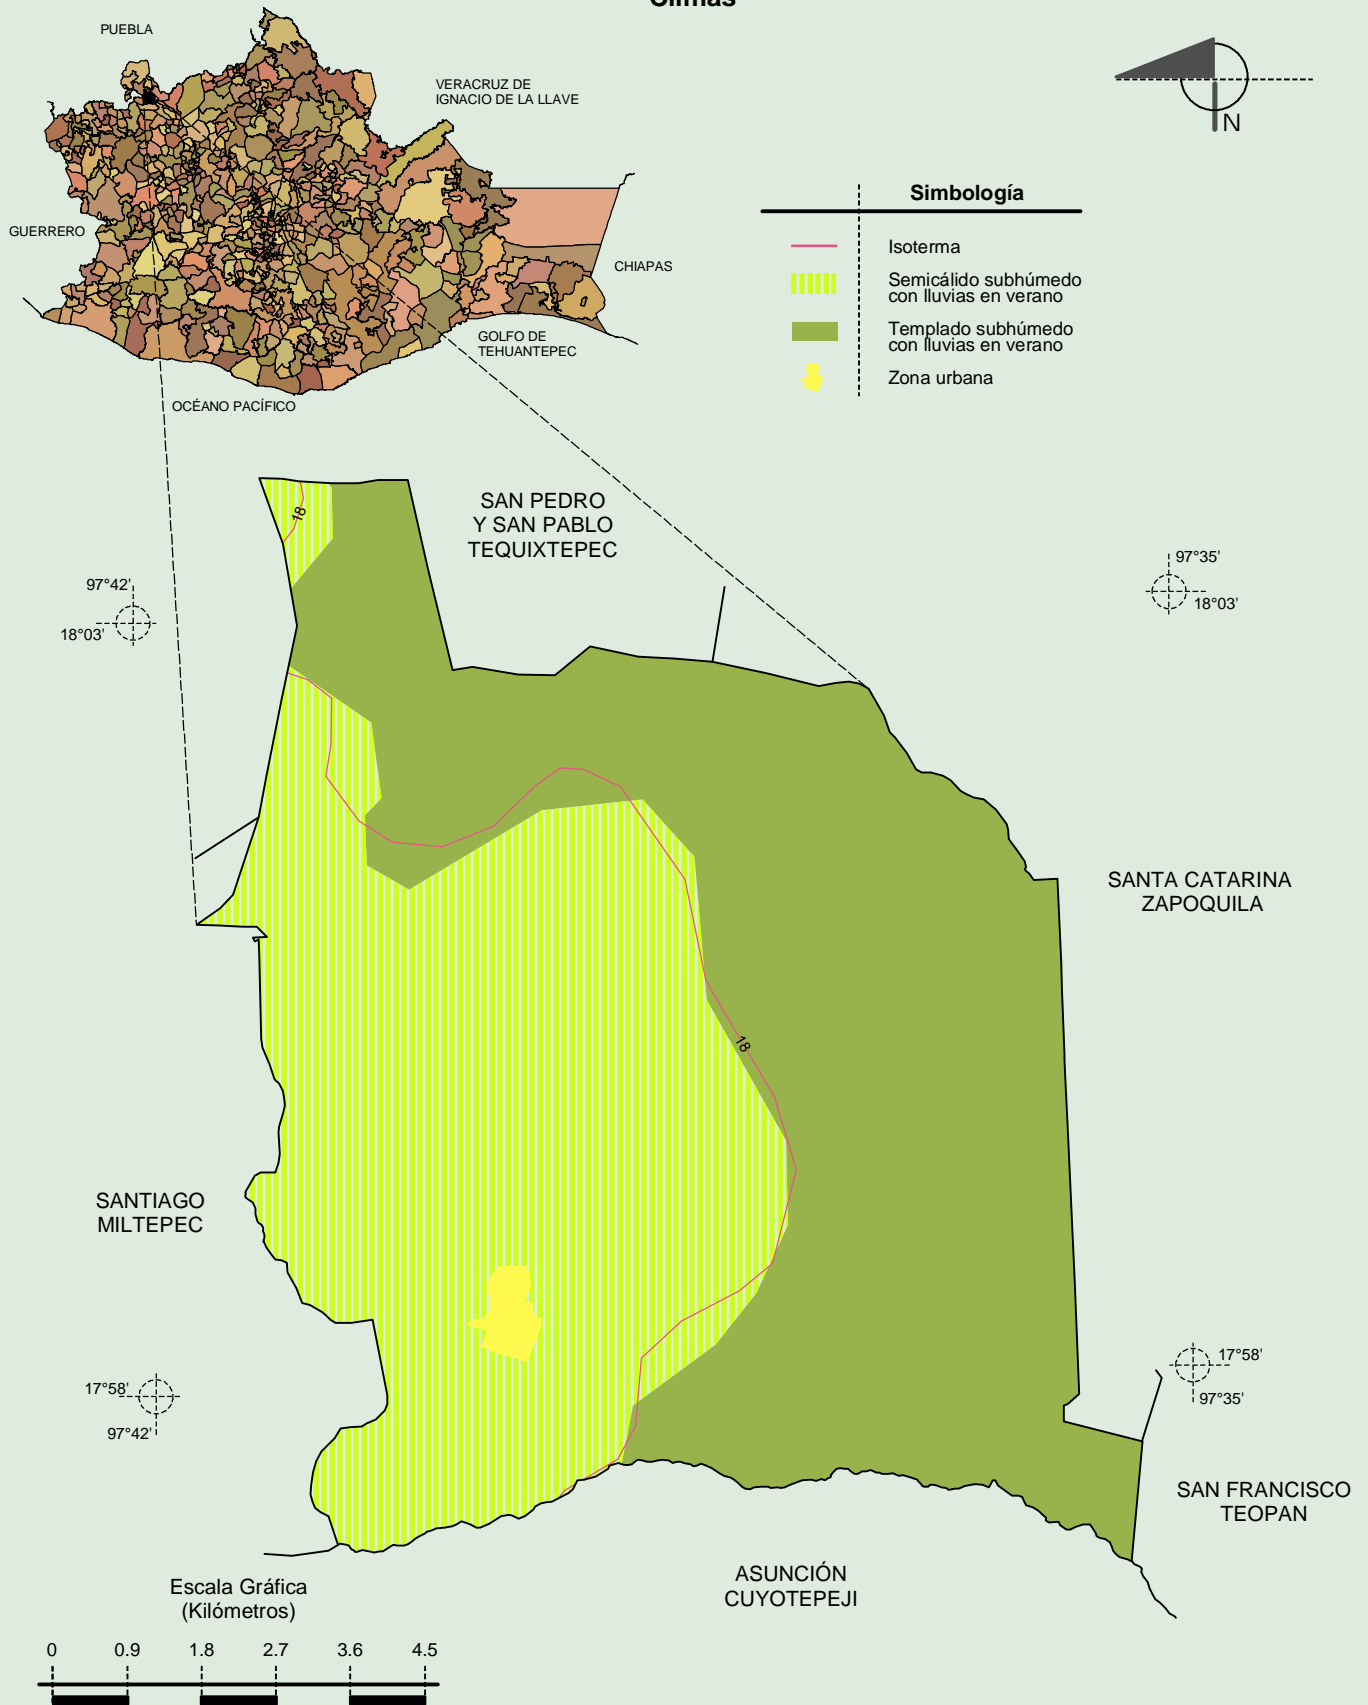 Climas
PUEBLA
VERACRUZ DE
IGNACIO DE LA LLAVE
N
GUERRERO
CHIAPAS
GOLFO DE
TEHUANTEPEC
OCÉANO PACÍFICO
Simbología
Isoterma
Semicálido subhúmedo
con lluvias en verano
Templado subhúmedo
con lluvias en verano
Zona urbana
SAN PEDRO
Y SAN PABLO
TEQUIXTEPEC
18
97°42'
18°03'
97°35'
18°03'
SANTA CATARINA
ZAPOQUILA
18
SANTIAGO
MILTEPEC
17°58'
97°42'
17°58'
97°35'
SAN FRANCISCO
TEOPAN
ASUNCIÓN
CUYOTEPEJI
Escala Gráfica
(Kilómetros)
0 0.9 1.8 2.7 3.6 4.5